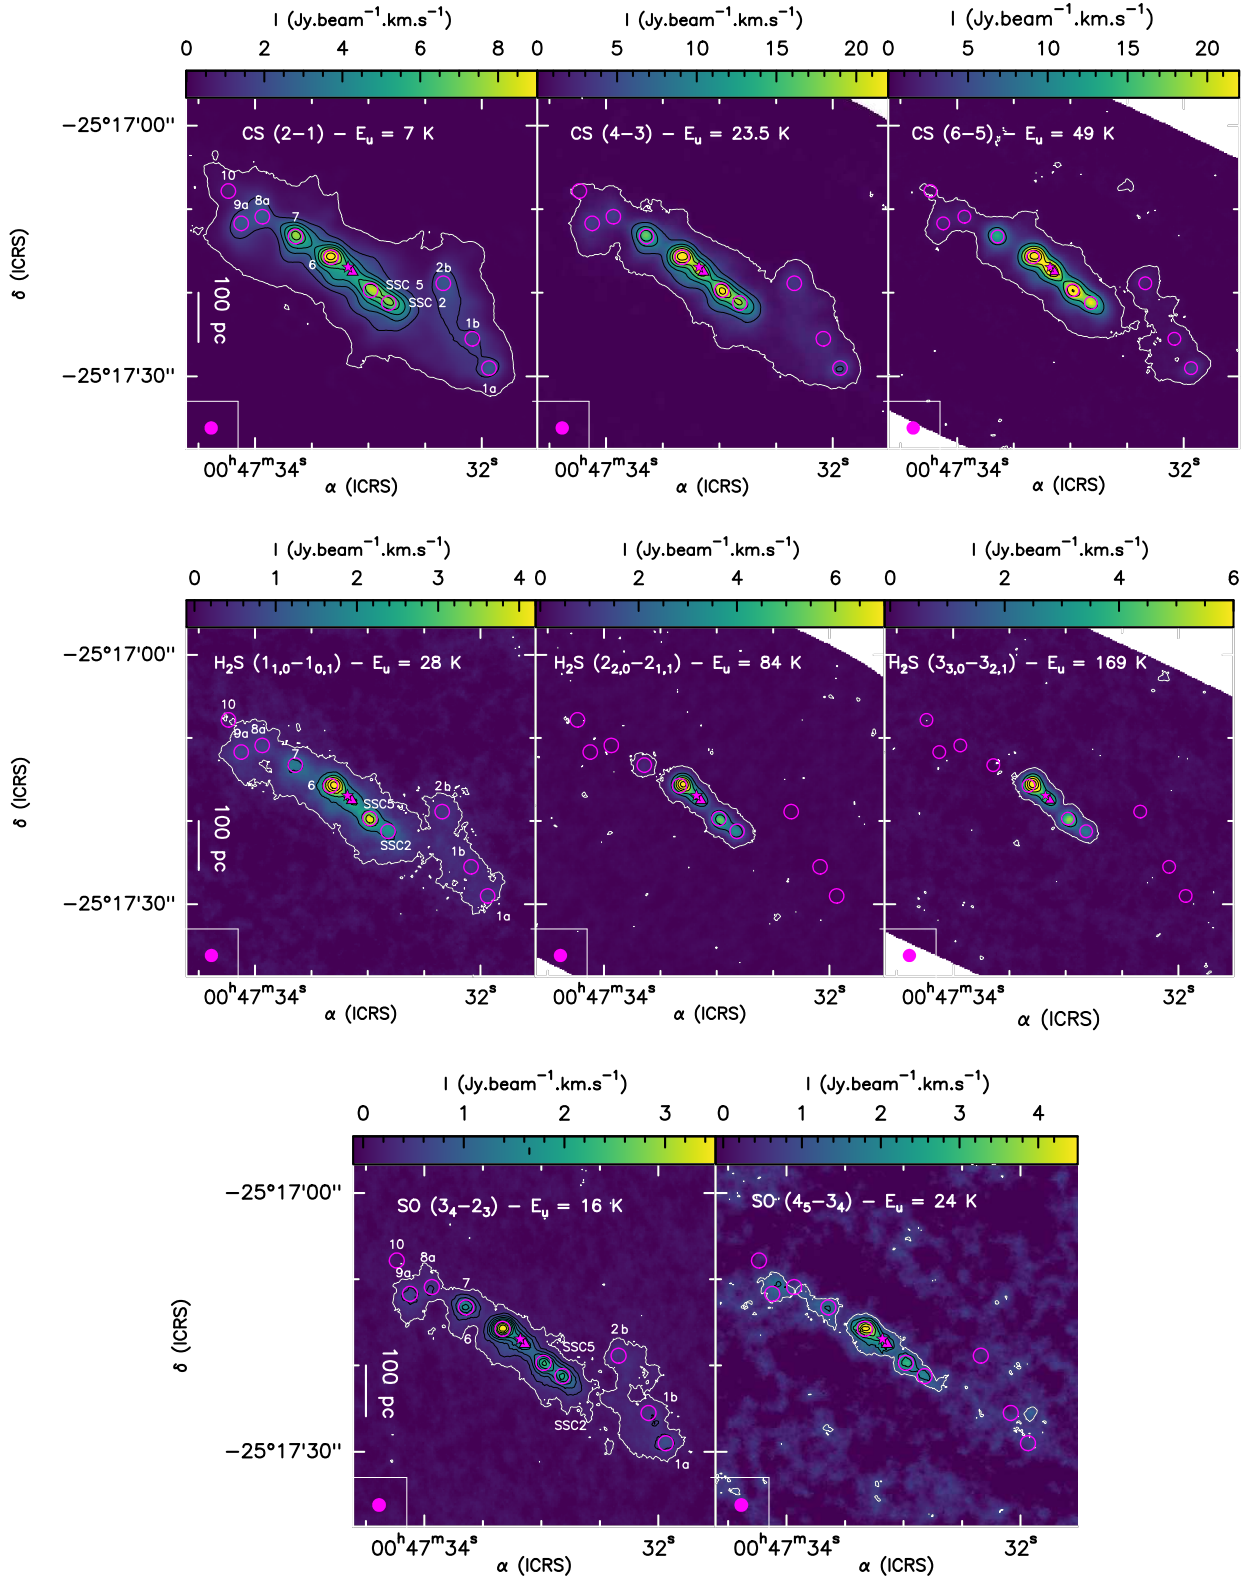 I (Jy.beam⁻¹.km.s⁻¹) I (Jy.beam⁻¹.km.s⁻¹) I (Jy.beam⁻¹.km.s⁻¹)
0 2 4 6 8 0 5 10 15 20 0 5 10 15 20
−25°17'00''
CS (2−1) − Eᵤ = 7 K CS (4−3) − Eᵤ = 23.5 K CS (6−5) − Eᵤ = 49 K
10
9a 8a
7
6
2b
SSC 5
SSC 2
1b
1a
100 pc
δ (ICRS)
−25°17'30''
00ʰ47ᵐ34ˢ 32ˢ 00ʰ47ᵐ34ˢ 32ˢ 00ʰ47ᵐ34ˢ 32ˢ
α (ICRS) α (ICRS) α (ICRS)
I (Jy.beam⁻¹.km.s⁻¹) I (Jy.beam⁻¹.km.s⁻¹) I (Jy.beam⁻¹.km.s⁻¹)
0 1 2 3 4 0 2 4 6 0 2 4 6
−25°17'00''
H₂S (1₁,₀−1₀,₁) − Eᵤ = 28 K H₂S (2₂,₀−2₁,₁) − Eᵤ = 84 K H₂S (3₃,₀−3₂,₁) − Eᵤ = 169 K
10
9a 8a
7
6
2b
SSC5
SSC2
1b
1a
100 pc
δ (ICRS)
−25°17'30''
00ʰ47ᵐ34ˢ 32ˢ 00ʰ47ᵐ34ˢ 32ˢ 00ʰ47ᵐ34ˢ 32ˢ
α (ICRS) α (ICRS) α (ICRS)
I (Jy.beam⁻¹.km.s⁻¹) I (Jy.beam⁻¹.km.s⁻¹)
0 1 2 3 0 1 2 3 4
−25°17'00''
SO (3₄−2₃) − Eᵤ = 16 K SO (4₅−3₄) − Eᵤ = 24 K
10
9a 8a
7
6
2b
SSC5
SSC2
1b
1a
100 pc
δ (ICRS)
−25°17'30''
00ʰ47ᵐ34ˢ 32ˢ 00ʰ47ᵐ34ˢ 32ˢ
α (ICRS) α (ICRS)